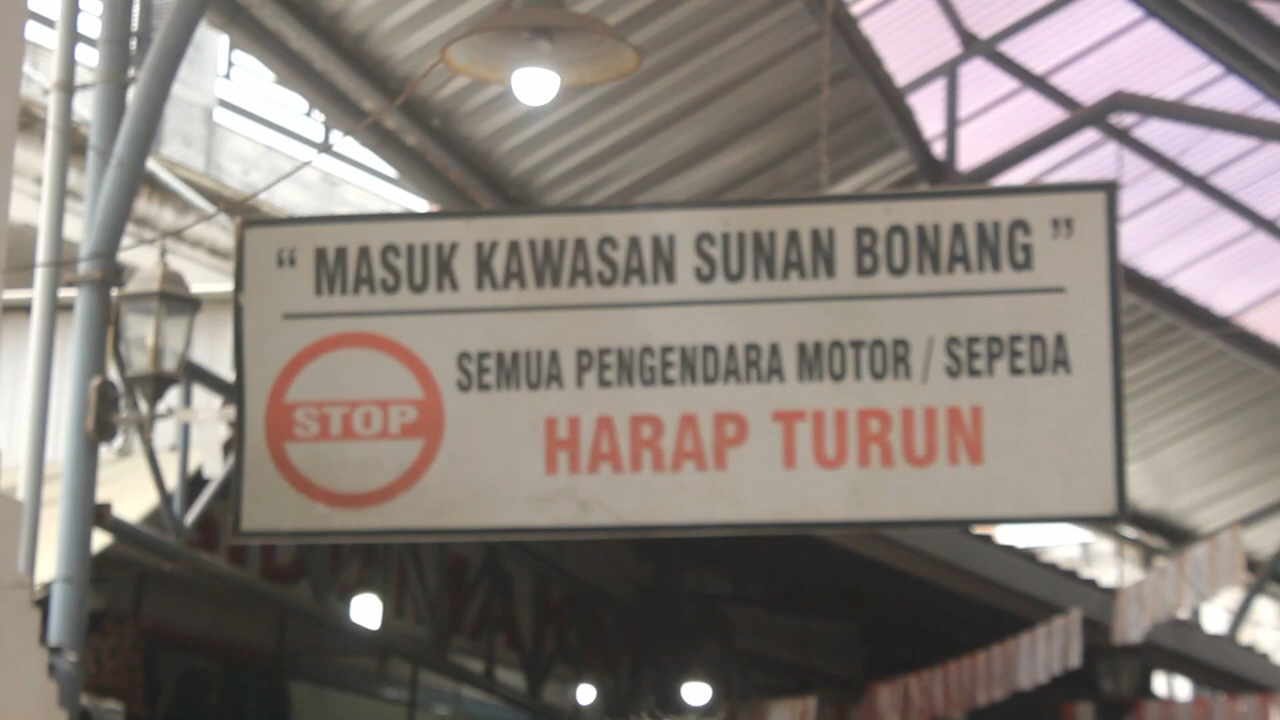 “ MASUK KAWASAN SUNAN BONANG ”
STOP
SEMUA PENGENDARA MOTOR / SEPEDA
HARAP TURUN